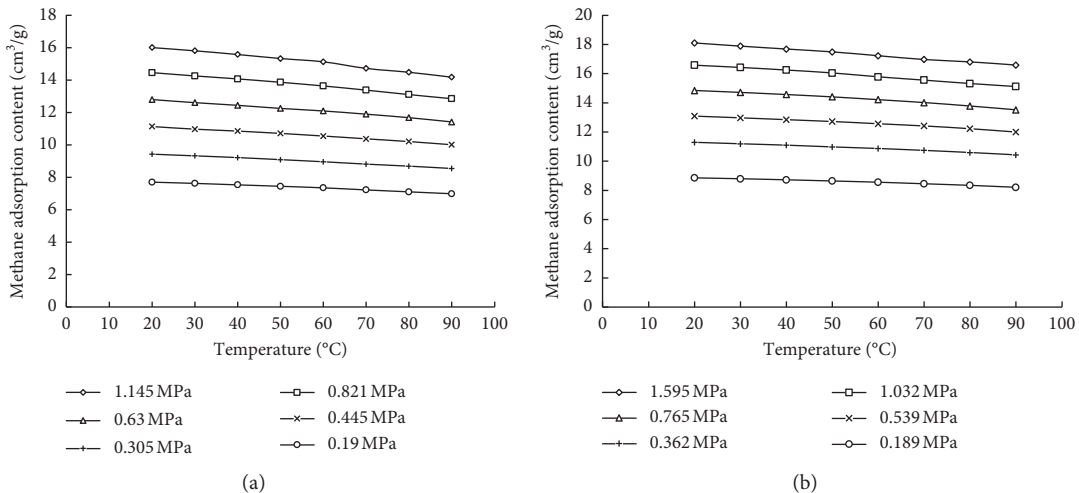 18
16
14
12
10
8
6
4
2
0
Methane adsorption content (cm³/g)
0 10 20 30 40 50 60 70 80 90 100
Temperature (°C)
1.145 MPa 0.821 MPa
0.63 MPa 0.445 MPa
0.305 MPa 0.19 MPa
(a)
20
18
16
14
12
10
8
6
4
2
0
Methane adsorption content (cm³/g)
0 10 20 30 40 50 60 70 80 90 100
Temperature (°C)
1.595 MPa 1.032 MPa
0.765 MPa 0.539 MPa
0.362 MPa 0.189 MPa
(b)